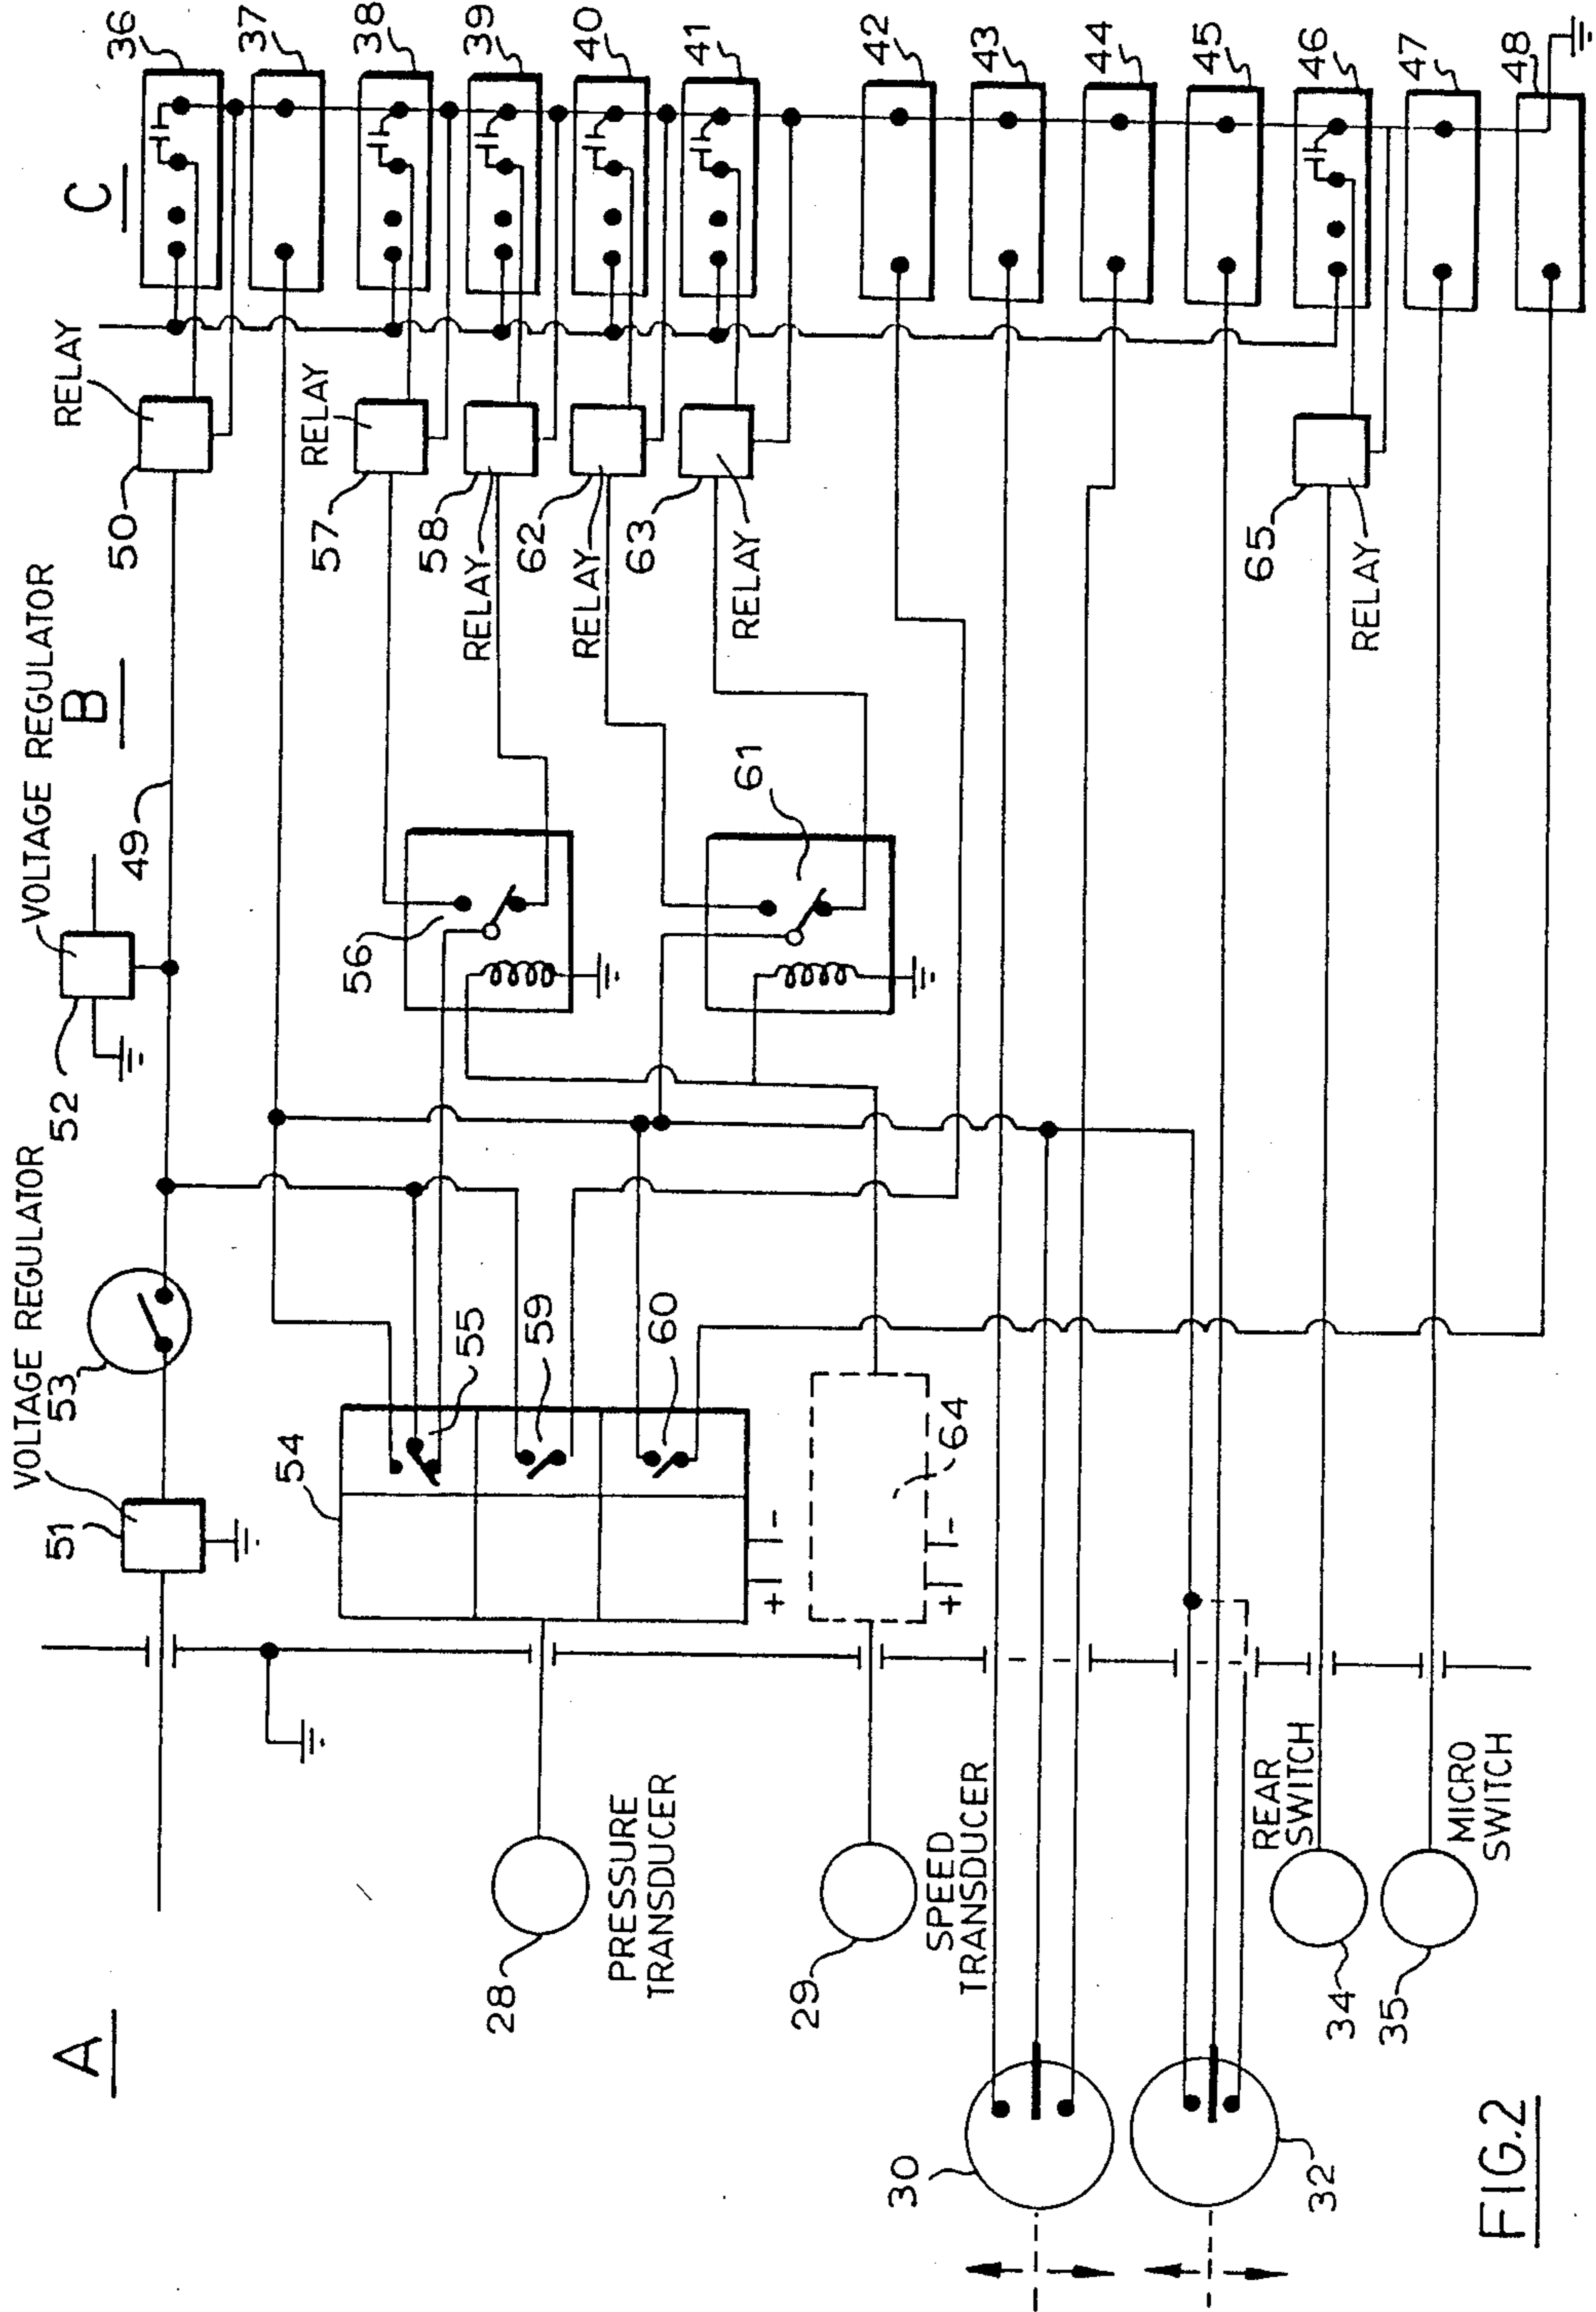 A
B
C
VOLTAGE REGULATOR
51
53
VOLTAGE REGULATOR
52
49
50
RELAY
36
37
38
39
40
41
42
43
44
45
46
47
48
54
55
59
60
56
61
57
RELAY
58
RELAY
62
RELAY
63
RELAY
65
RELAY
+ -
+ -
64
28
PRESSURE
TRANSDUCER
29
SPEED
TRANSDUCER
30
32
REAR
SWITCH
34
MICRO
SWITCH
35
FIG.2